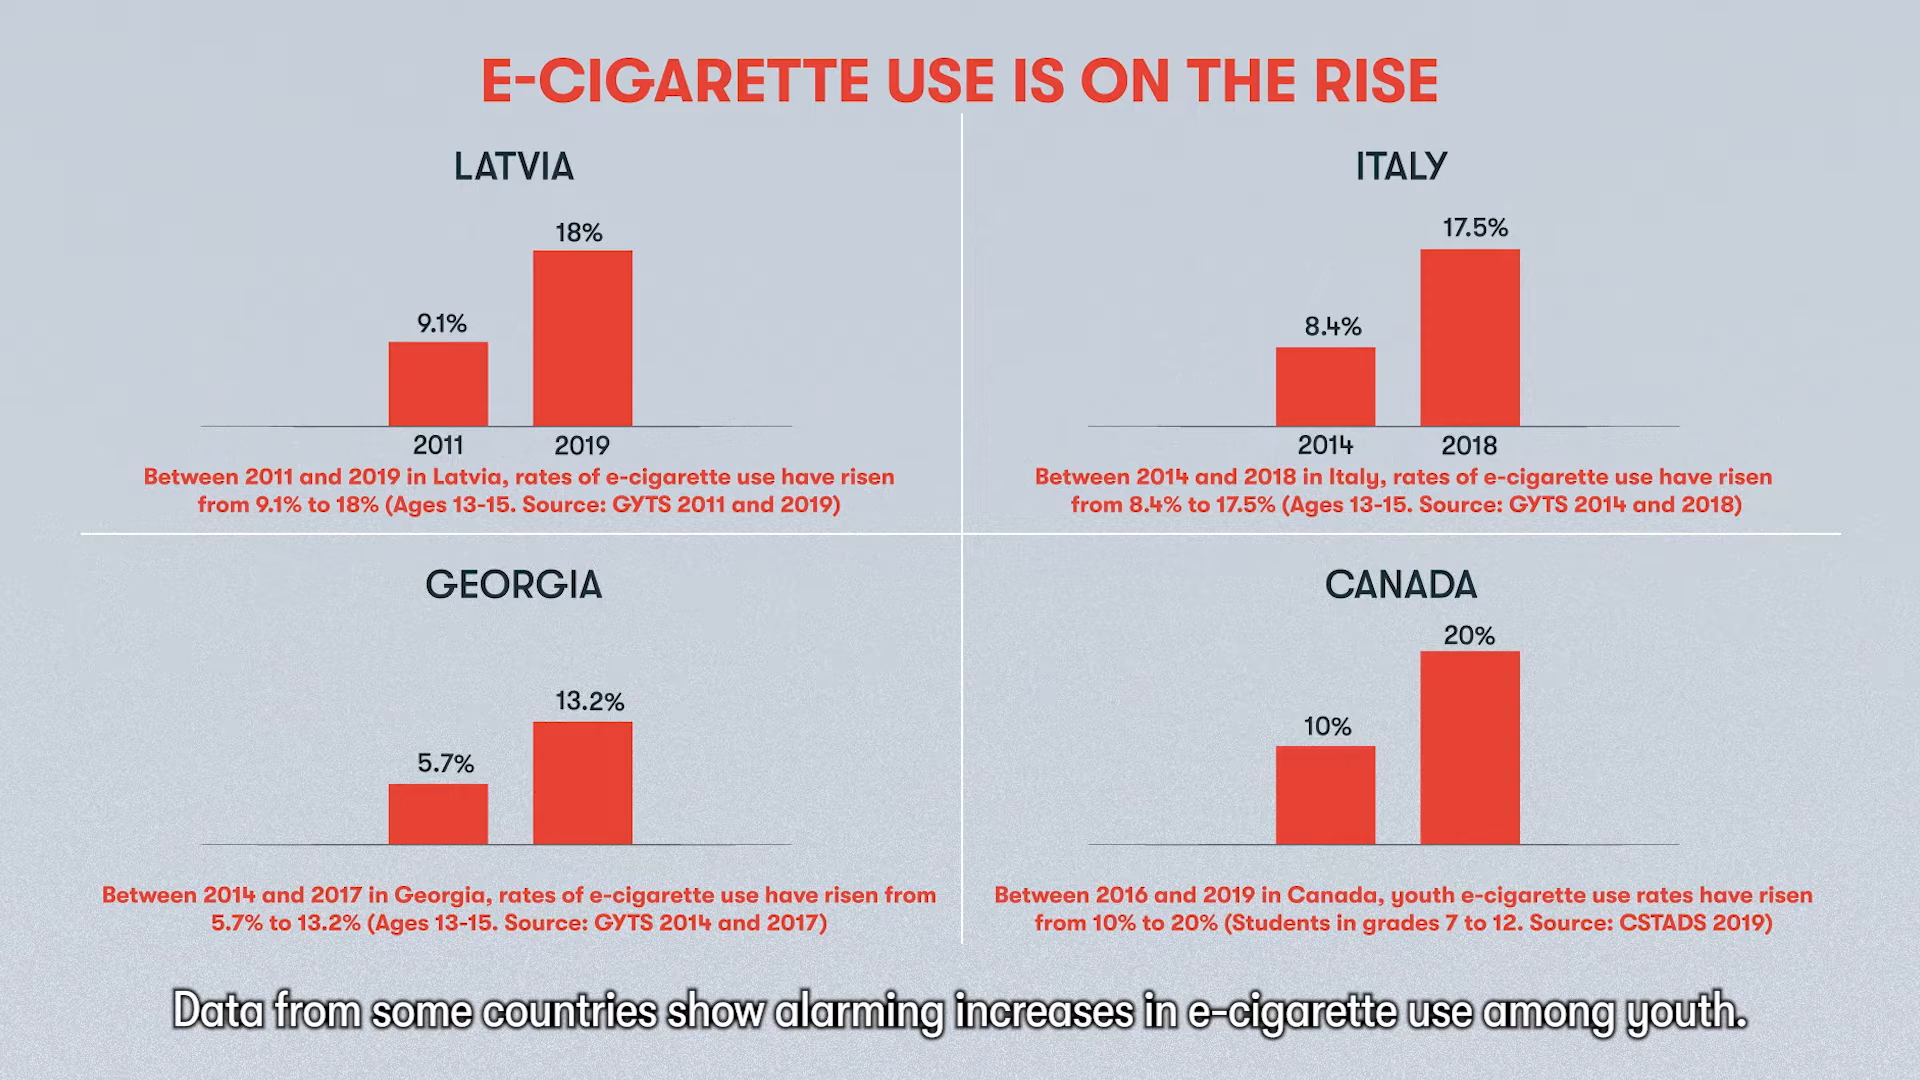 E-CIGARETTE USE IS ON THE RISE
LATVIA
18%
9.1%
2011 2019
Between 2011 and 2019 in Latvia, rates of e-cigarette use have risen
from 9.1% to 18% (Ages 13-15. Source: GYTS 2011 and 2019)
ITALY
17.5%
8.4%
2014 2018
Between 2014 and 2018 in Italy, rates of e-cigarette use have risen
from 8.4% to 17.5% (Ages 13-15. Source: GYTS 2014 and 2018)
GEORGIA
13.2%
5.7%
Between 2014 and 2017 in Georgia, rates of e-cigarette use have risen from
5.7% to 13.2% (Ages 13-15. Source: GYTS 2014 and 2017)
CANADA
20%
10%
Between 2016 and 2019 in Canada, youth e-cigarette use rates have risen
from 10% to 20% (Students in grades 7 to 12. Source: CSTADS 2019)
Data from some countries show alarming increases in e-cigarette use among youth.